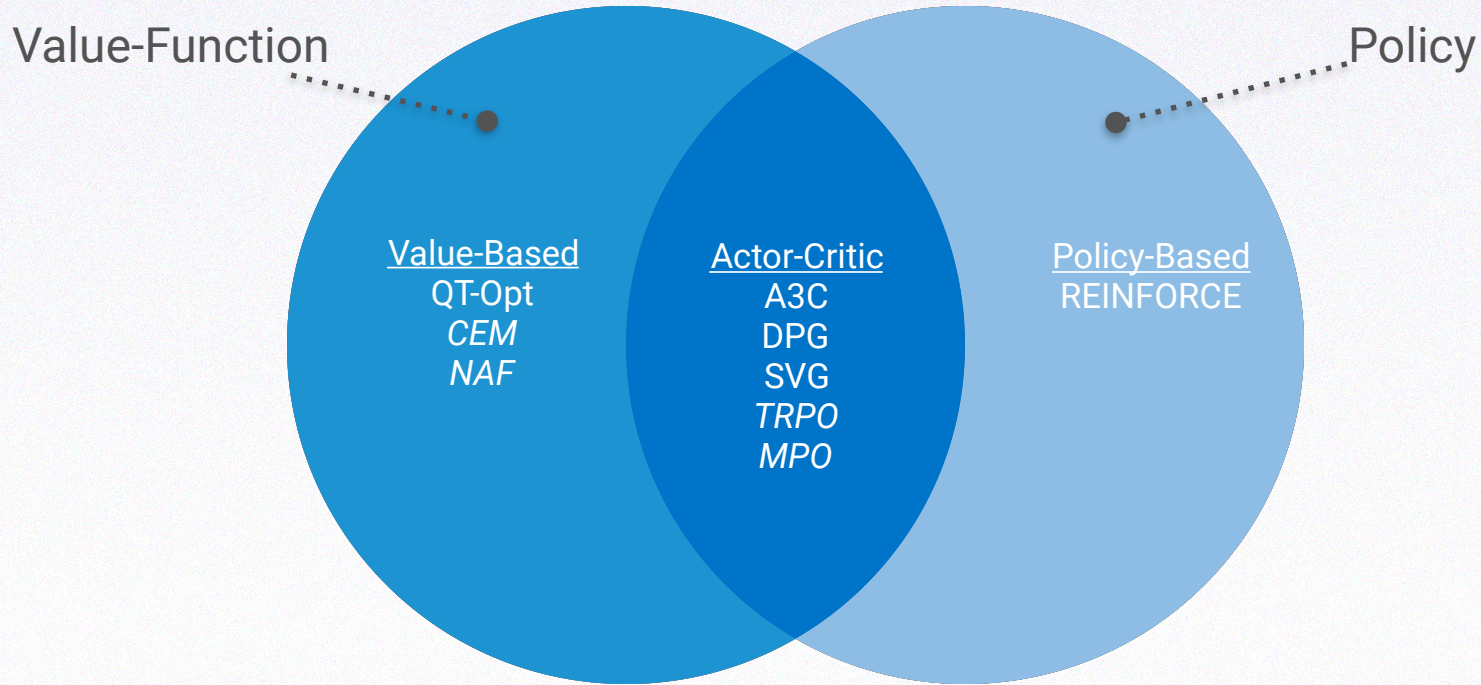 Value-Function
Policy
Value-Based
QT-Opt
CEM
NAF
Actor-Critic
A3C
DPG
SVG
TRPO
MPO
Policy-Based
REINFORCE